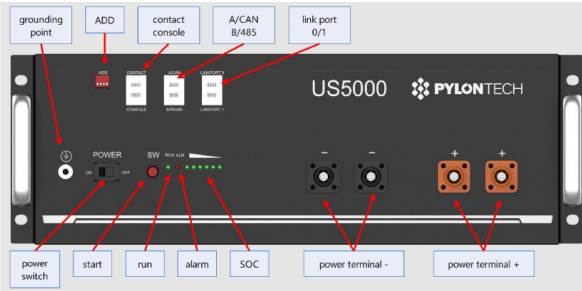 grounding
point
ADD
contact
console
A/CAN
B/485
link port
0/1
ADD
CONTACT
A/CAN
LINKPORT 0
CONSOLE
B/RS485
LINKPORT 1
US5000
PYLONTECH
POWER
SW
RUN ALM
ON
OFF
power
switch
start
run
alarm
SOC
power terminal -
power terminal +